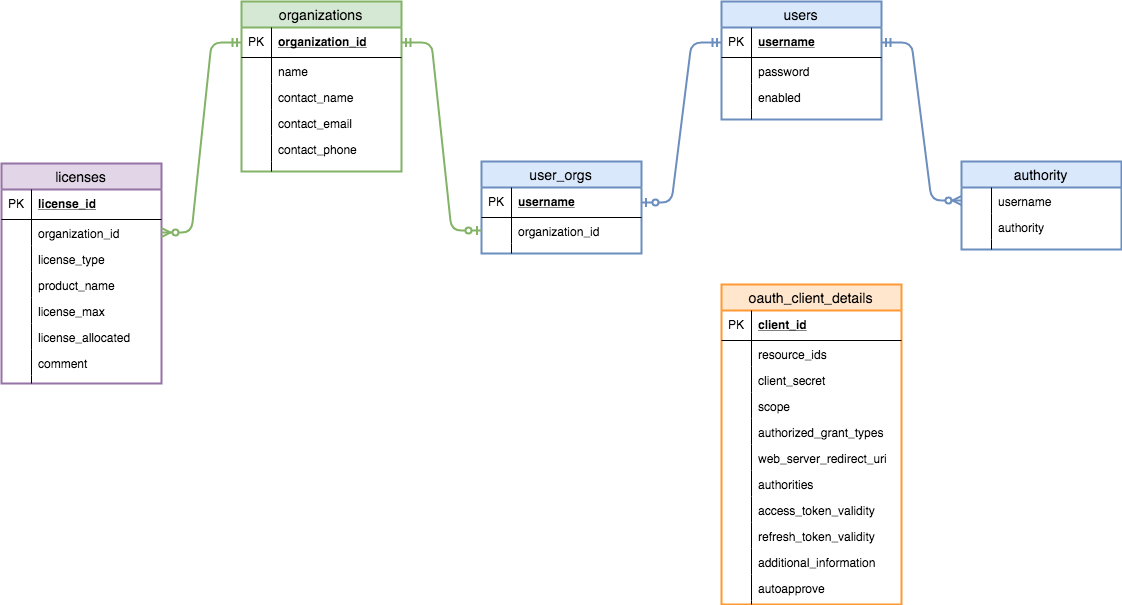 organizations
PK organization_id
name
contact_name
contact_email
contact_phone
users
PK username
password
enabled
licenses
PK license_id
organization_id
license_type
product_name
license_max
license_allocated
comment
user_orgs
PK username
organization_id
authority
username
authority
oauth_client_details
PK client_id
resource_ids
client_secret
scope
authorized_grant_types
web_server_redirect_uri
authorities
access_token_validity
refresh_token_validity
additional_information
autoapprove